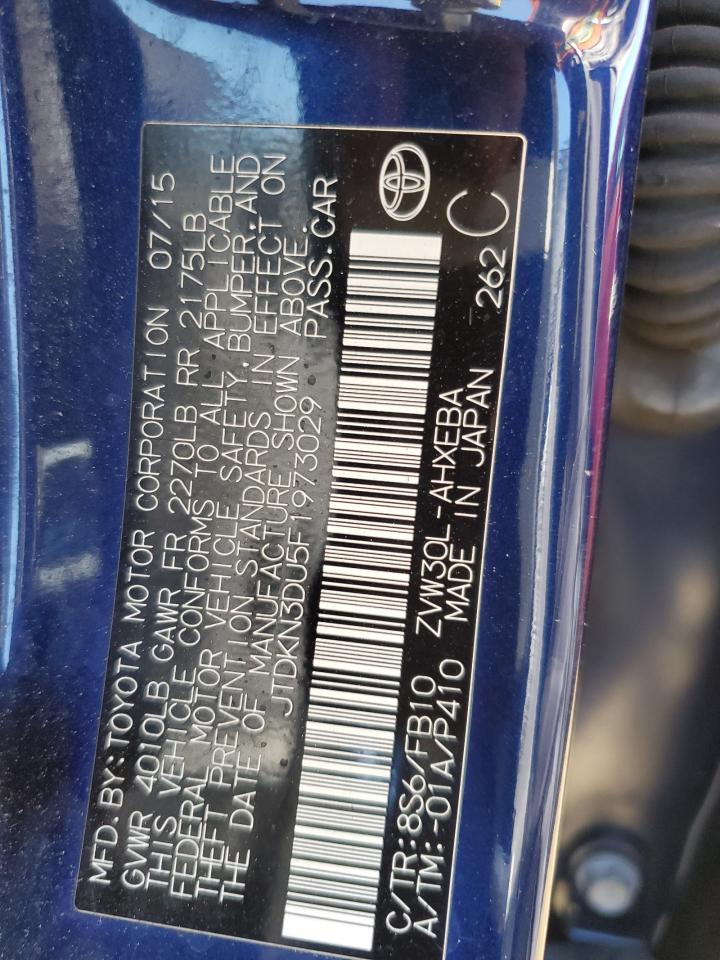 MFD.BY:TOYOTA MOTOR CORPORATION 07/15
GVWR 4010LB GAWR FR 2270LB RR 2175LB
THIS VEHICLE CONFORMS TO ALL APPLICABLE
FEDERAL MOTOR VEHICLE SAFETY, BUMPER, AND
THEFT PREVENTION STANDARDS IN EFFECT ON
THE DATE OF MANUFACTURE SHOWN ABOVE.
JTDKN3DU5F1973029 PASS.CAR
C/TR:8S6/FB10 ZVW30L-AHXEBA
A/TM:-01A/P410 MADE IN JAPAN 262 C